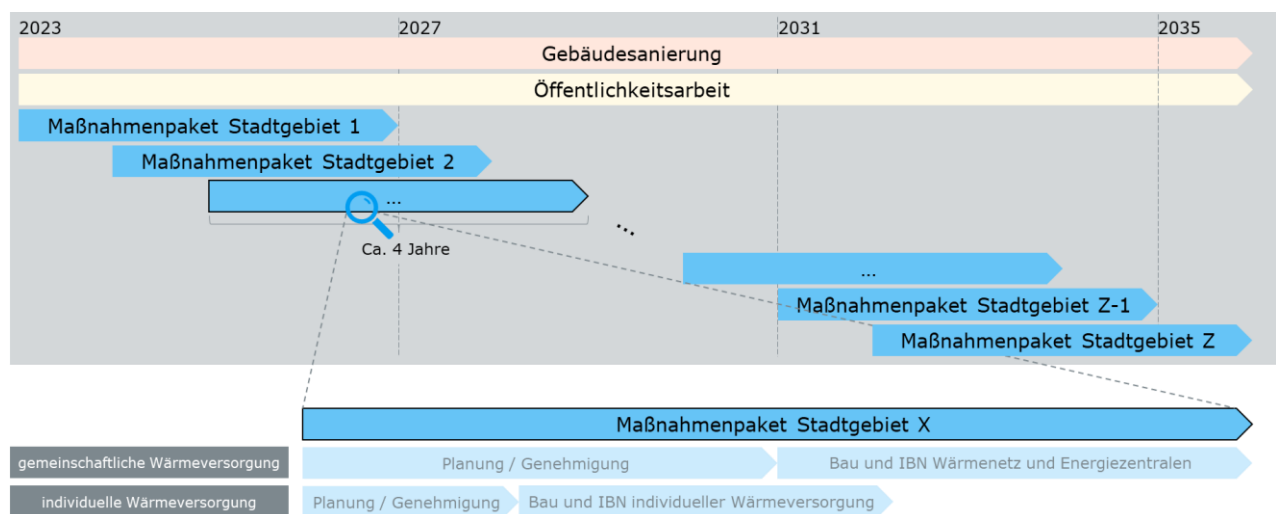 2023 2027 2031 2035
Gebäudesanierung
Öffentlichkeitsarbeit
Maßnahmenpaket Stadtgebiet 1
Maßnahmenpaket Stadtgebiet 2
...
...
Ca. 4 Jahre
...
Maßnahmenpaket Stadtgebiet Z-1
Maßnahmenpaket Stadtgebiet Z
Maßnahmenpaket Stadtgebiet X
gemeinschaftliche Wärmeversorgung Planung / Genehmigung Bau und IBN Wärmenetz und Energiezentralen
individuelle Wärmeversorgung Planung / Genehmigung Bau und IBN individueller Wärmeversorgung